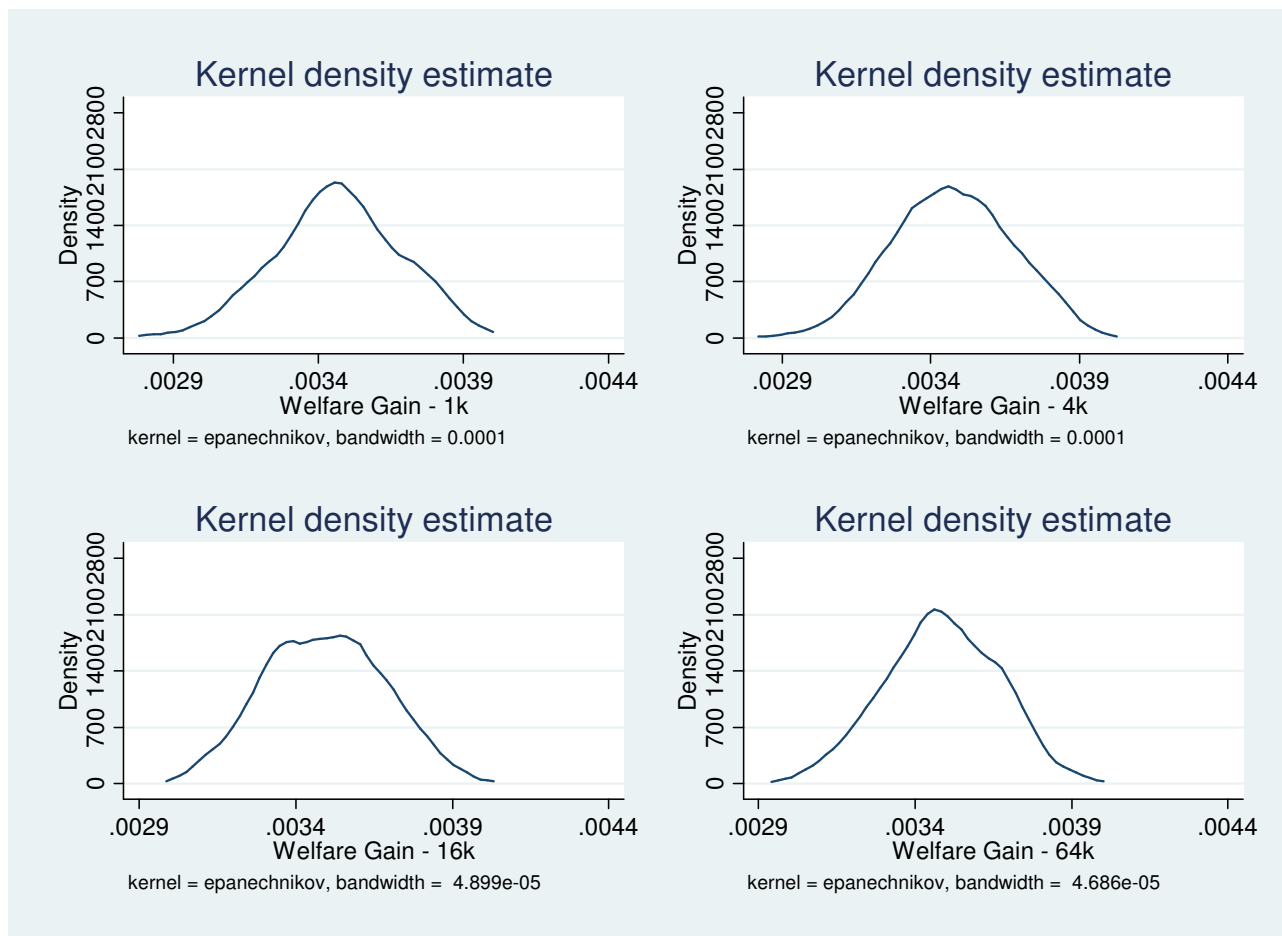 Kernel density estimate
Density
0 700 1400 2100 2800
.0029 .0034 .0039 .0044
Welfare Gain - 1k
kernel = epanechnikov, bandwidth = 0.0001
Kernel density estimate
Density
0 700 1400 2100 2800
.0029 .0034 .0039 .0044
Welfare Gain - 4k
kernel = epanechnikov, bandwidth = 0.0001
Kernel density estimate
Density
0 700 1400 2100 2800
.0029 .0034 .0039 .0044
Welfare Gain - 16k
kernel = epanechnikov, bandwidth = 4.899e-05
Kernel density estimate
Density
0 700 1400 2100 2800
.0029 .0034 .0039 .0044
Welfare Gain - 64k
kernel = epanechnikov, bandwidth = 4.686e-05